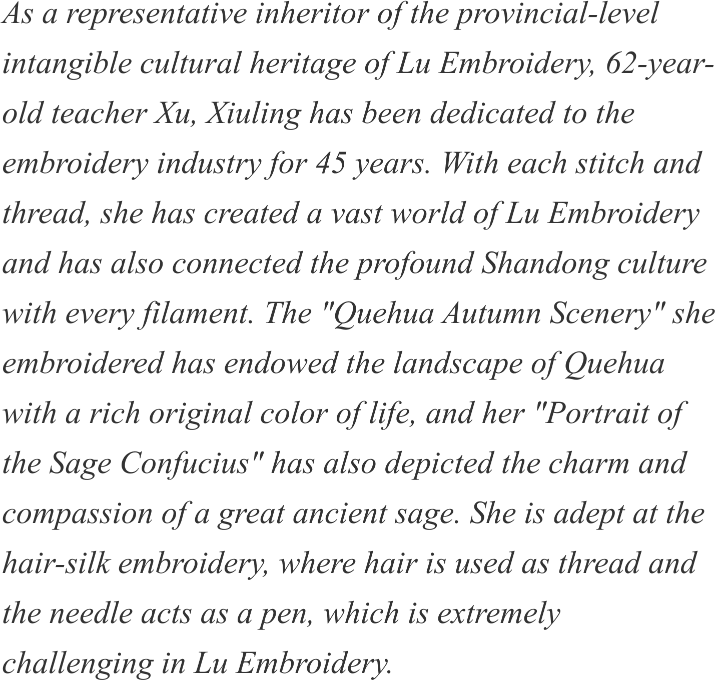 As a representative inheritor of the provincial-level
intangible cultural heritage of Lu Embroidery, 62-year-
old teacher Xu, Xiuling has been dedicated to the
embroidery industry for 45 years. With each stitch and
thread, she has created a vast world of Lu Embroidery
and has also connected the profound Shandong culture
with every filament. The "Quehua Autumn Scenery" she
embroidered has endowed the landscape of Quehua
with a rich original color of life, and her "Portrait of
the Sage Confucius" has also depicted the charm and
compassion of a great ancient sage. She is adept at the
hair-silk embroidery, where hair is used as thread and
the needle acts as a pen, which is extremely
challenging in Lu Embroidery.